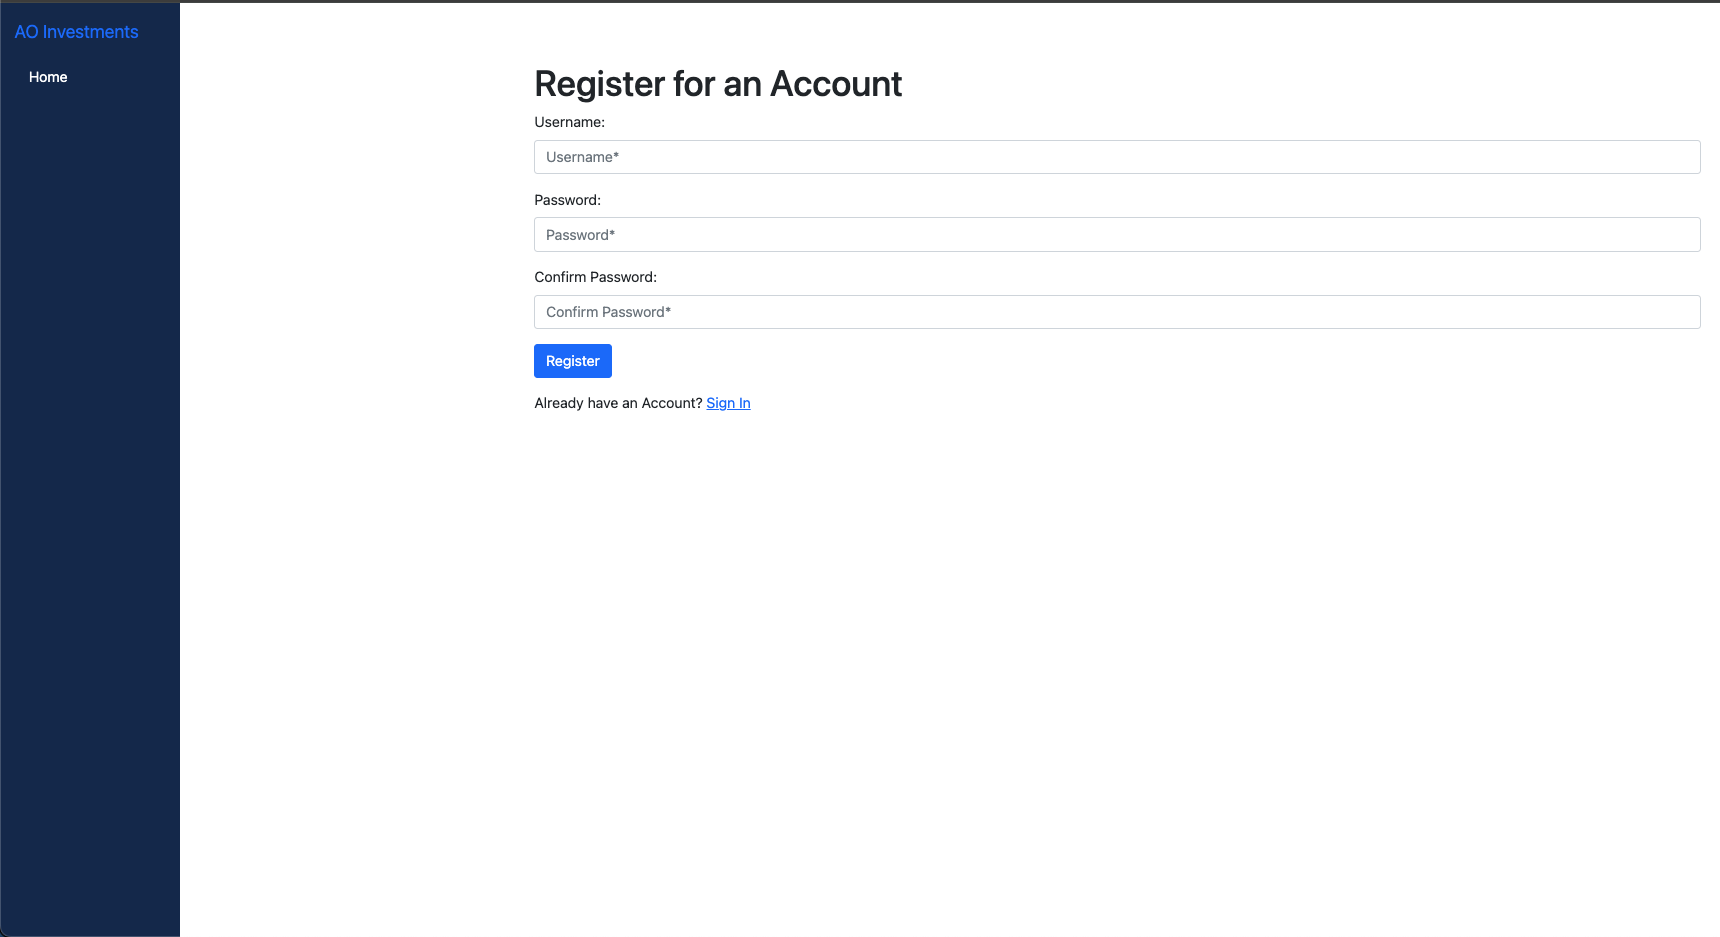 AO Investments
Home
Register for an Account
Username:
Username*
Password:
Password*
Confirm Password:
Confirm Password*
Register
Already have an Account? Sign In